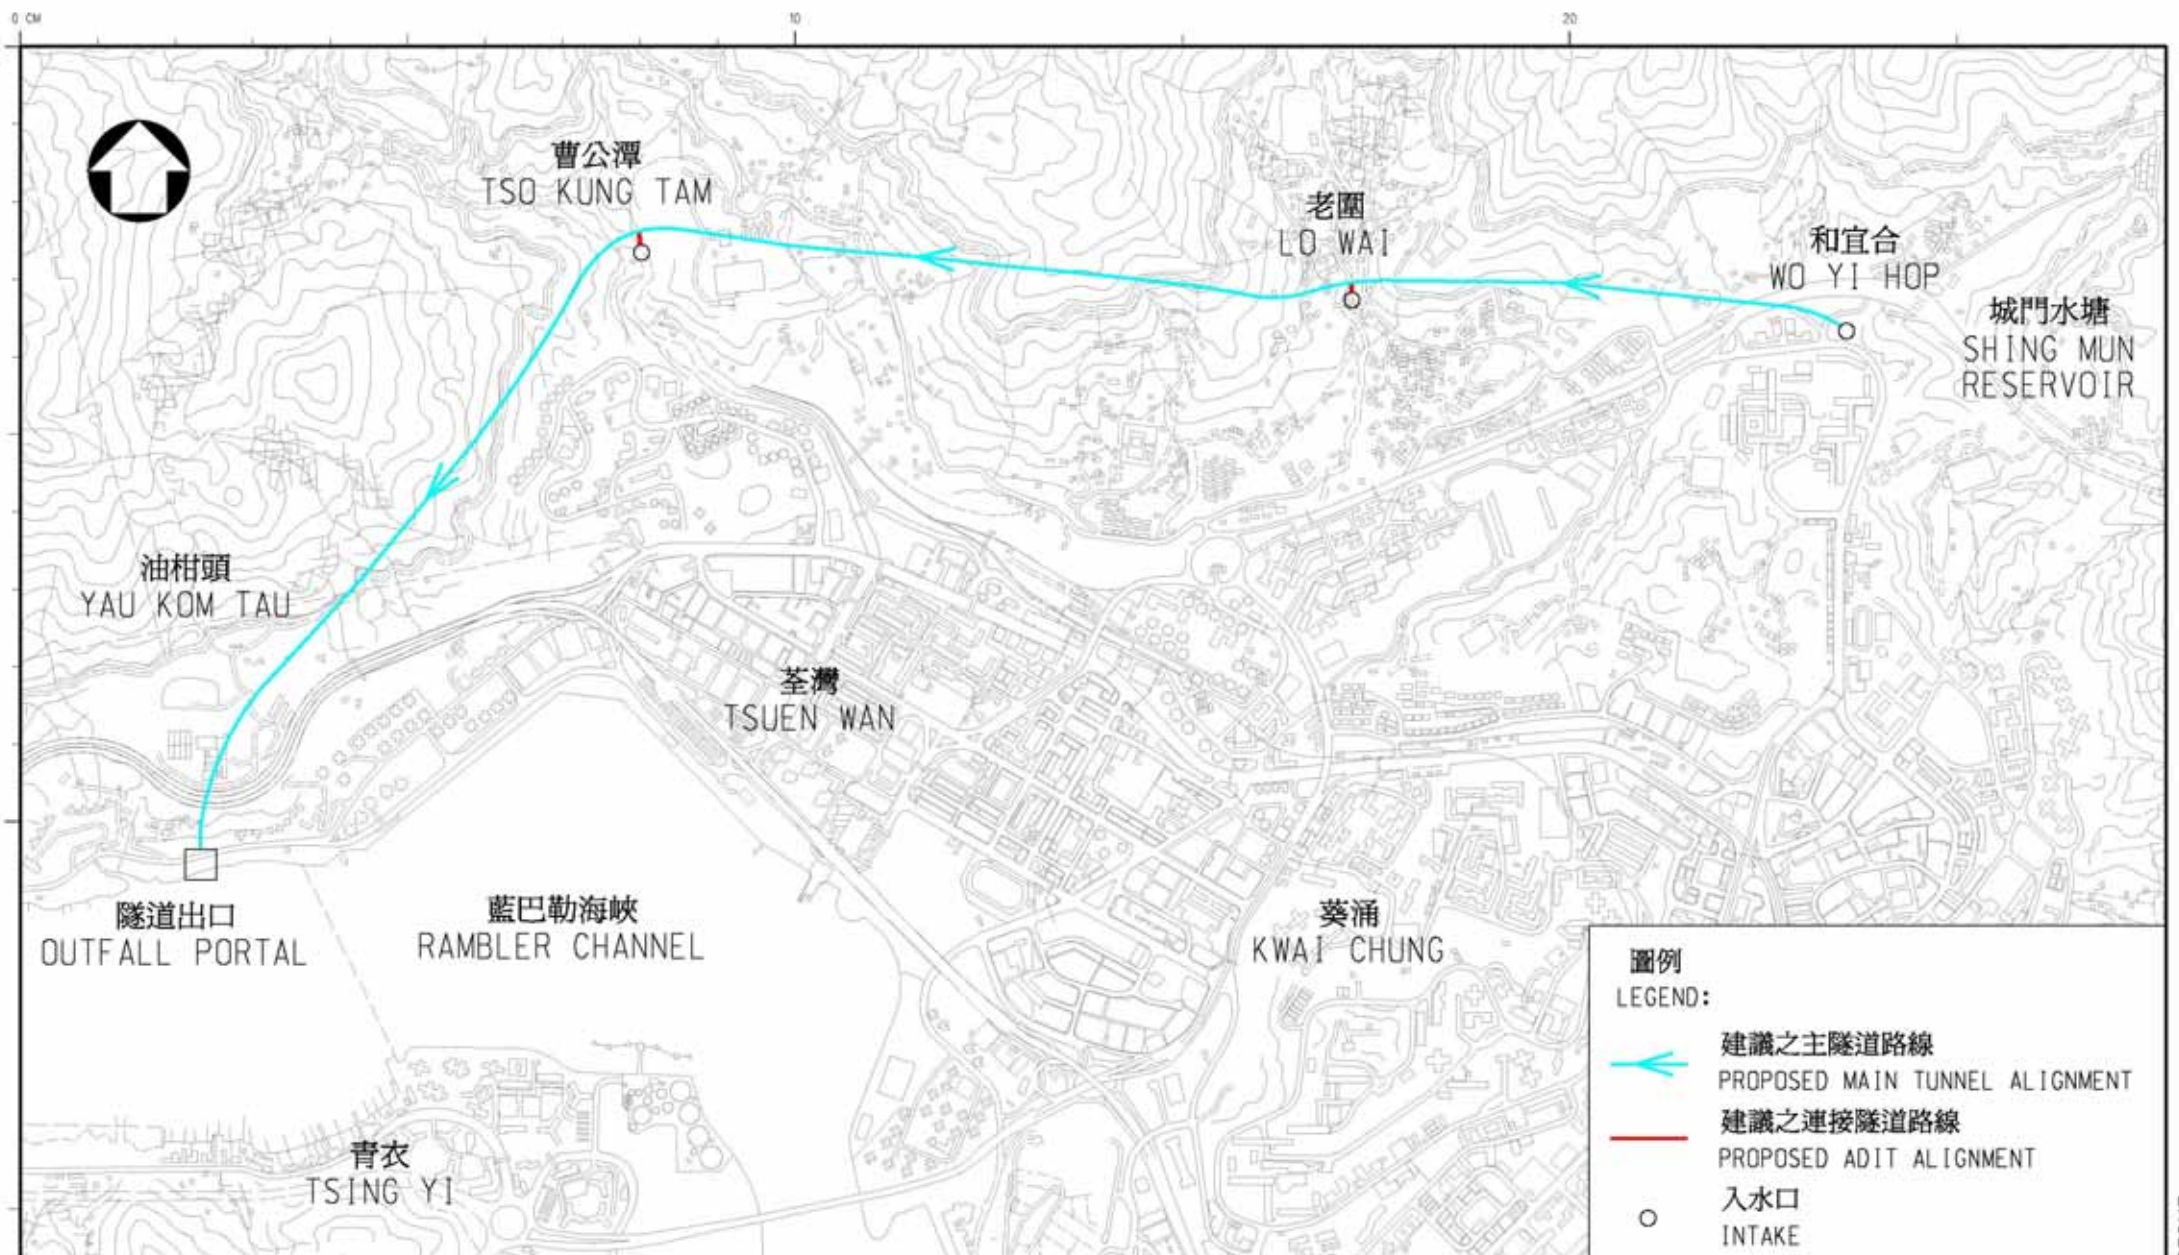 0 CM
10
20
曹公潭
TSO KUNG TAM
老圍
LO WAI
和宜合
WO YI HOP
城門水塘
SHING MUN
RESERVOIR
油柑頭
YAU KOM TAU
荃灣
TSUEN WAN
隧道出口
OUTFALL PORTAL
藍巴勒海峽
RAMBLER CHANNEL
葵涌
KWAI CHUNG
青衣
TSING YI
圖例
LEGEND:
建議之主隧道路線
PROPOSED MAIN TUNNEL ALIGNMENT
建議之連接隧道路線
PROPOSED ADIT ALIGNMENT
入水口
INTAKE